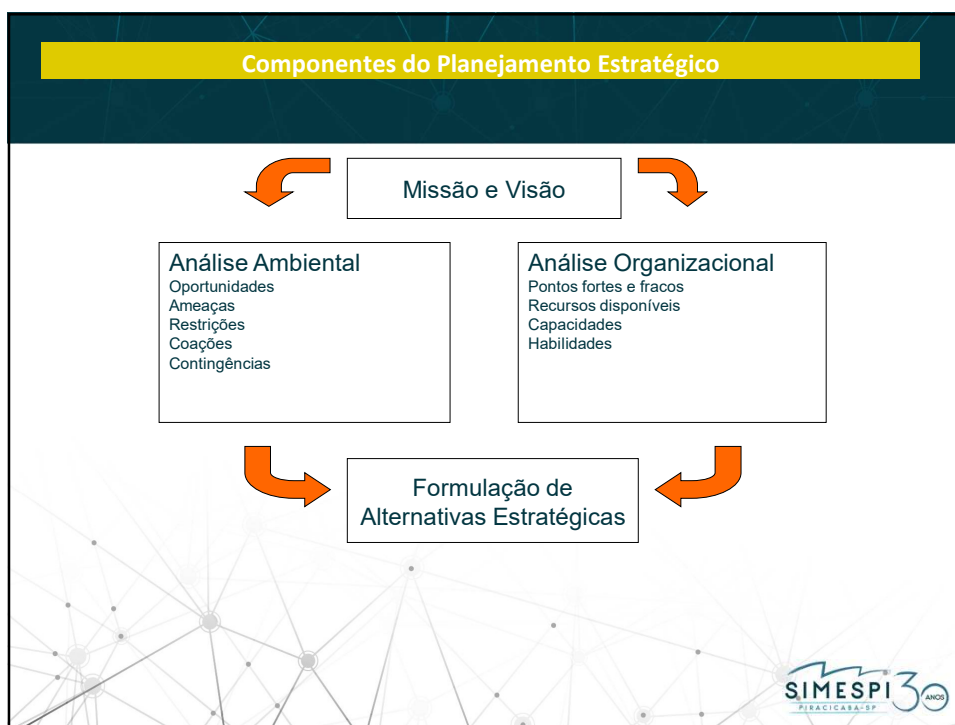 Componentes do Planejamento Estratégico
Missão e Visão
Análise Ambiental
Oportunidades
Ameaças
Restrições
Coações
Contingências
Análise Organizacional
Pontos fortes e fracos
Recursos disponíveis
Capacidades
Habilidades
Formulação de
Alternativas Estratégicas
SIMESPI 30 ANOS
PIRACICABA-SP